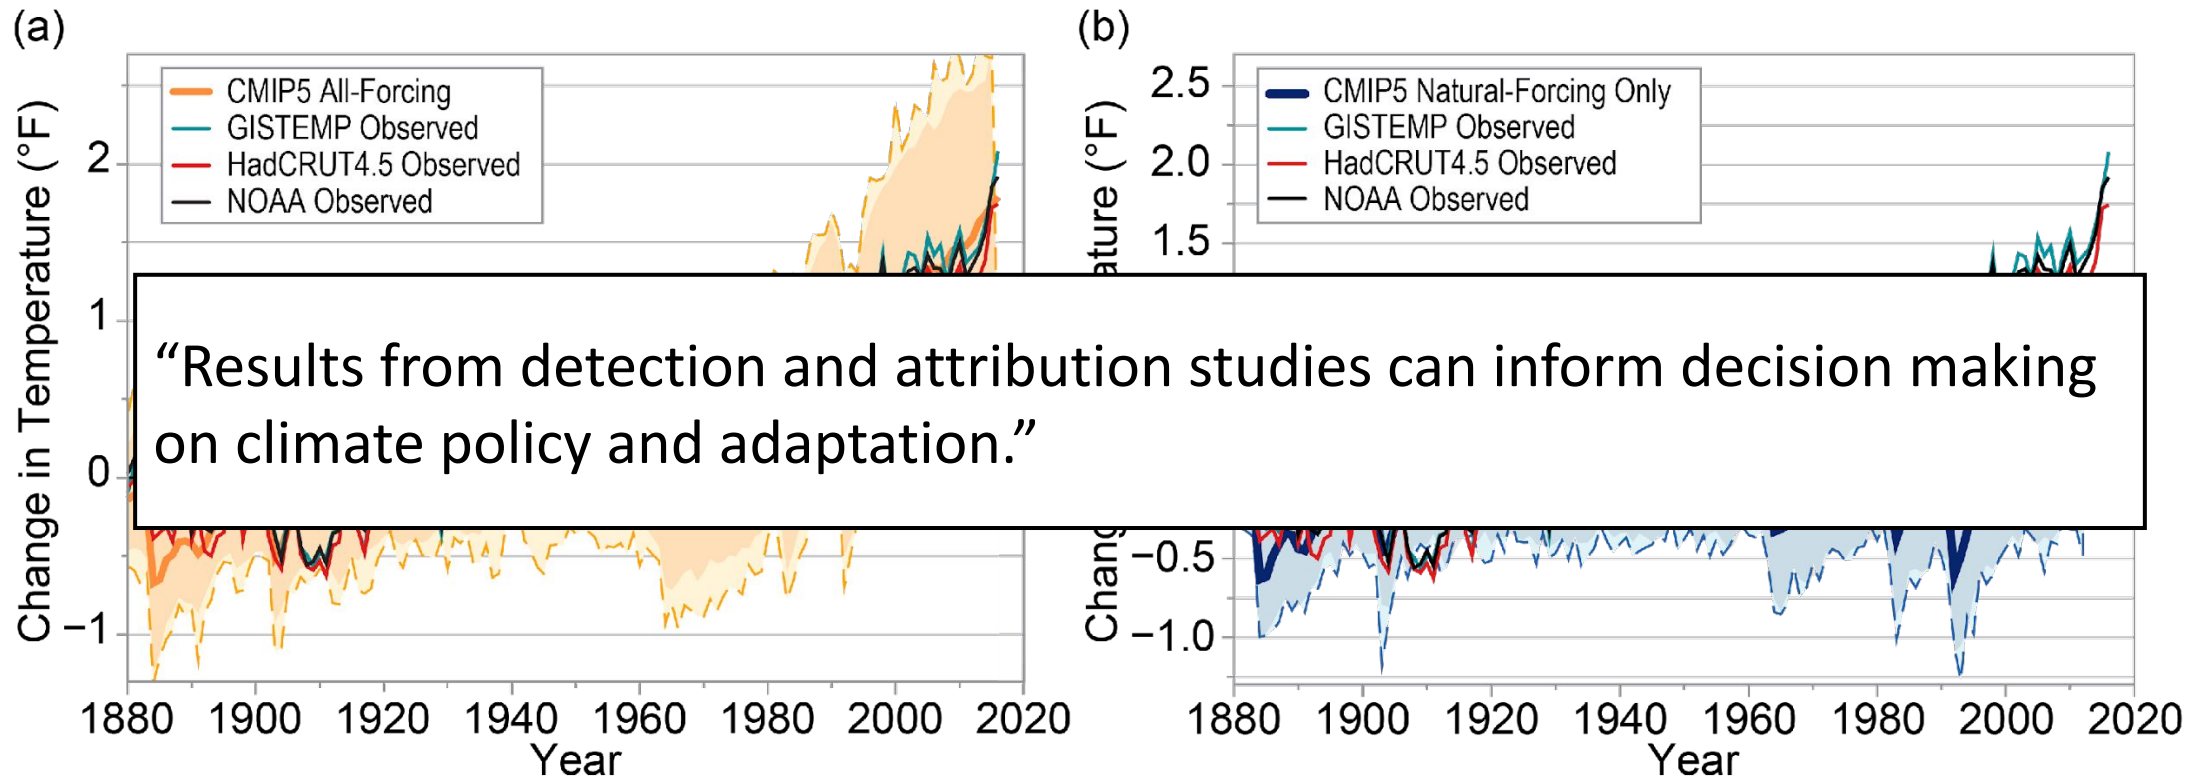 (a)
CMIP5 All-Forcing
GISTEMP Observed
HadCRUT4.5 Observed
NOAA Observed
Change in Temperature (°F)
2
1
0
−1
1880 1900 1920 1940 1960 1980 2000 2020
Year
(b)
CMIP5 Natural-Forcing Only
GISTEMP Observed
HadCRUT4.5 Observed
NOAA Observed
2.5
2.0
1.5
−0.5
−1.0
1880 1900 1920 1940 1960 1980 2000 2020
Year
“Results from detection and attribution studies can inform decision making
on climate policy and adaptation.”